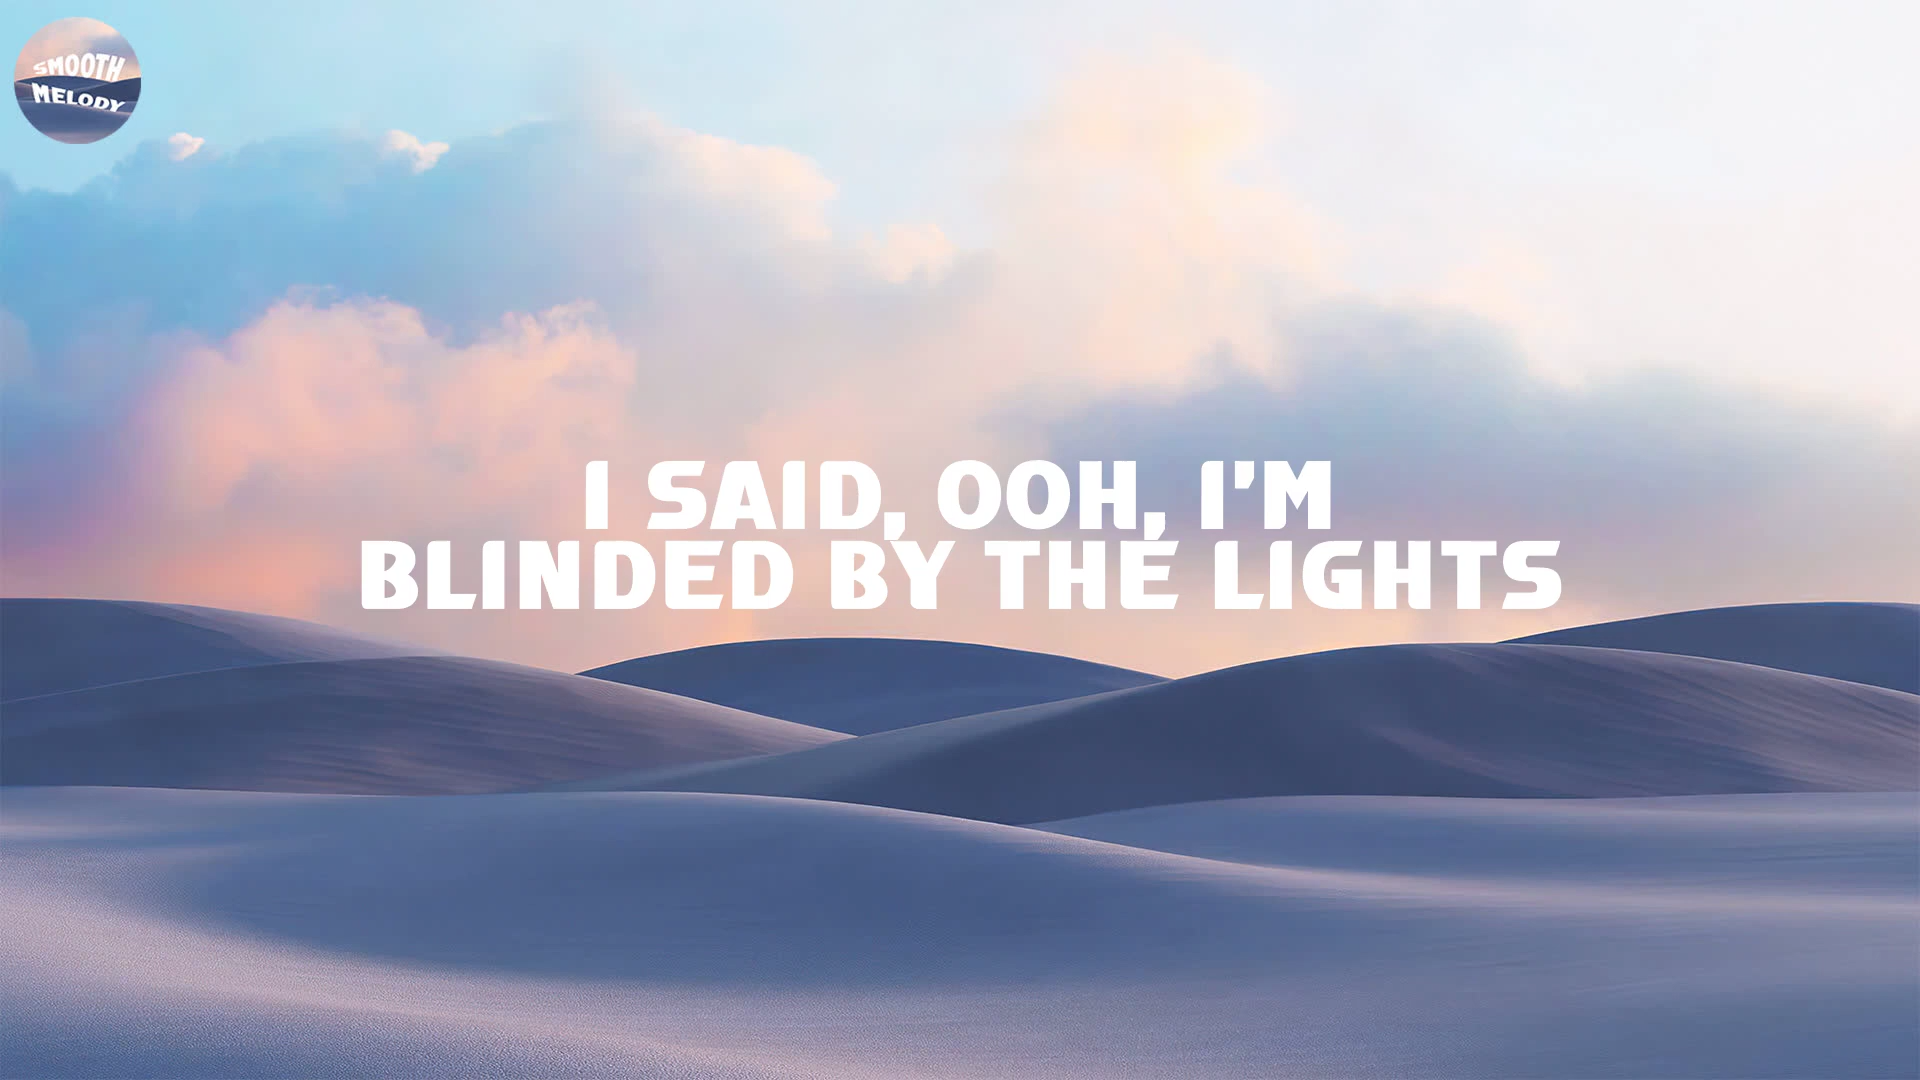 SMOOTH
MELODY
I SAID, OOH, I'M
BLINDED BY THE LIGHTS